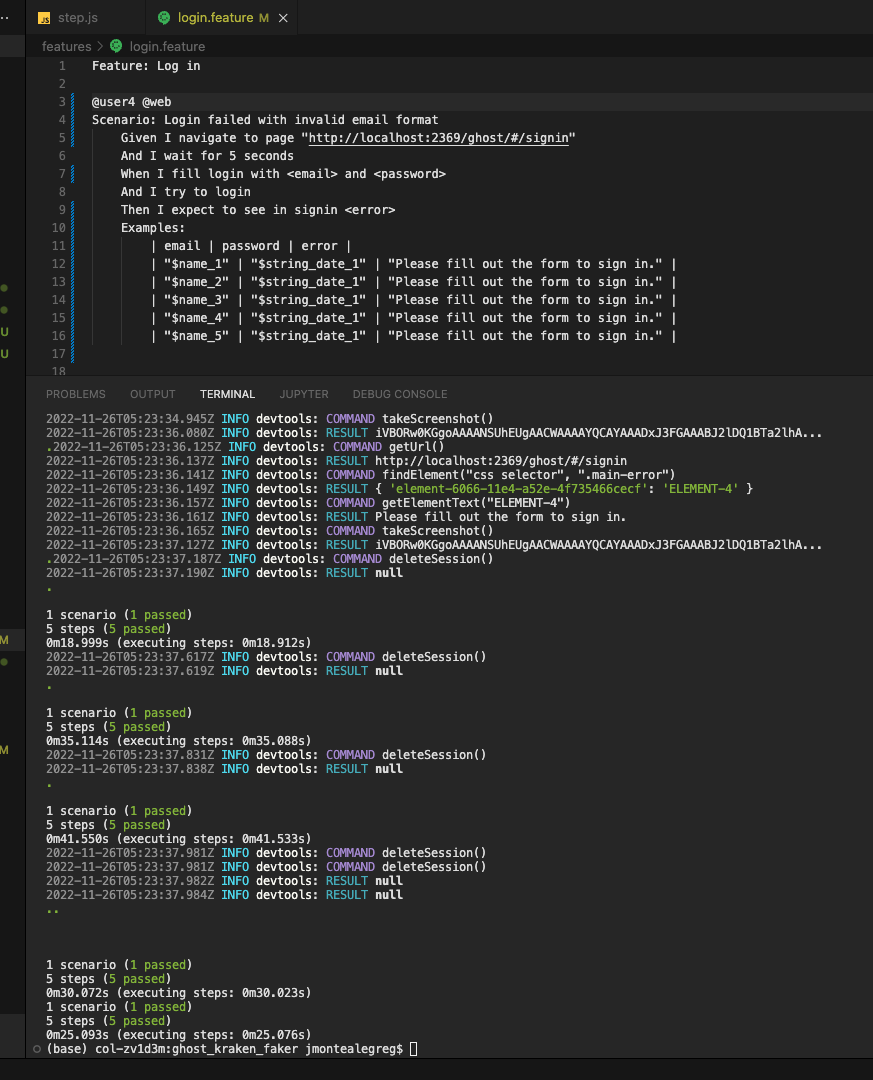 step.js
login.feature M
features > login.feature
1 Feature: Log in
2
3 @user4 @web
4 Scenario: Login failed with invalid email format
5 Given I navigate to page "http://localhost:2369/ghost/#/signin"
6 And I wait for 5 seconds
7 When I fill login with <email> and <password>
8 And I try to login
9 Then I expect to see in signin <error>
10 Examples:
11 | email | password | error |
12 | "$name_1" | "$string_date_1" | "Please fill out the form to sign in." |
13 | "$name_2" | "$string_date_1" | "Please fill out the form to sign in." |
14 | "$name_3" | "$string_date_1" | "Please fill out the form to sign in." |
15 | "$name_4" | "$string_date_1" | "Please fill out the form to sign in." |
16 | "$name_5" | "$string_date_1" | "Please fill out the form to sign in." |
17
18
U
U
M
M
PROBLEMS OUTPUT TERMINAL JUPYTER DEBUG CONSOLE
2022-11-26T05:23:34.945Z INFO devtools: COMMAND takeScreenshot()
2022-11-26T05:23:36.080Z INFO devtools: RESULT iVBORw0KGgoAAAANSUhEUgAACWAAAAYQCAYAAADxJ3FGAAABJ2lDQ1BTa2lhA...
.2022-11-26T05:23:36.125Z INFO devtools: COMMAND getUrl()
2022-11-26T05:23:36.137Z INFO devtools: RESULT http://localhost:2369/ghost/#/signin
2022-11-26T05:23:36.141Z INFO devtools: COMMAND findElement("css selector", ".main-error")
2022-11-26T05:23:36.149Z INFO devtools: RESULT { 'element-6066-11e4-a52e-4f735466cecf': 'ELEMENT-4' }
2022-11-26T05:23:36.157Z INFO devtools: COMMAND getElementText("ELEMENT-4")
2022-11-26T05:23:36.161Z INFO devtools: RESULT Please fill out the form to sign in.
2022-11-26T05:23:36.165Z INFO devtools: COMMAND takeScreenshot()
2022-11-26T05:23:37.127Z INFO devtools: RESULT iVBORw0KGgoAAAANSUhEUgAACWAAAAYQCAYAAADxJ3FGAAABJ2lDQ1BTa2lhA...
.2022-11-26T05:23:37.187Z INFO devtools: COMMAND deleteSession()
2022-11-26T05:23:37.190Z INFO devtools: RESULT null
.
1 scenario (1 passed)
5 steps (5 passed)
0m18.999s (executing steps: 0m18.912s)
2022-11-26T05:23:37.617Z INFO devtools: COMMAND deleteSession()
2022-11-26T05:23:37.619Z INFO devtools: RESULT null
.
1 scenario (1 passed)
5 steps (5 passed)
0m35.114s (executing steps: 0m35.088s)
2022-11-26T05:23:37.831Z INFO devtools: COMMAND deleteSession()
2022-11-26T05:23:37.838Z INFO devtools: RESULT null
.
1 scenario (1 passed)
5 steps (5 passed)
0m41.550s (executing steps: 0m41.533s)
2022-11-26T05:23:37.981Z INFO devtools: COMMAND deleteSession()
2022-11-26T05:23:37.981Z INFO devtools: COMMAND deleteSession()
2022-11-26T05:23:37.982Z INFO devtools: RESULT null
2022-11-26T05:23:37.984Z INFO devtools: RESULT null
..
1 scenario (1 passed)
5 steps (5 passed)
0m30.072s (executing steps: 0m30.023s)
1 scenario (1 passed)
5 steps (5 passed)
0m25.093s (executing steps: 0m25.076s)
(base) col-zv1d3m:ghost_kraken_faker jmontealegreg$